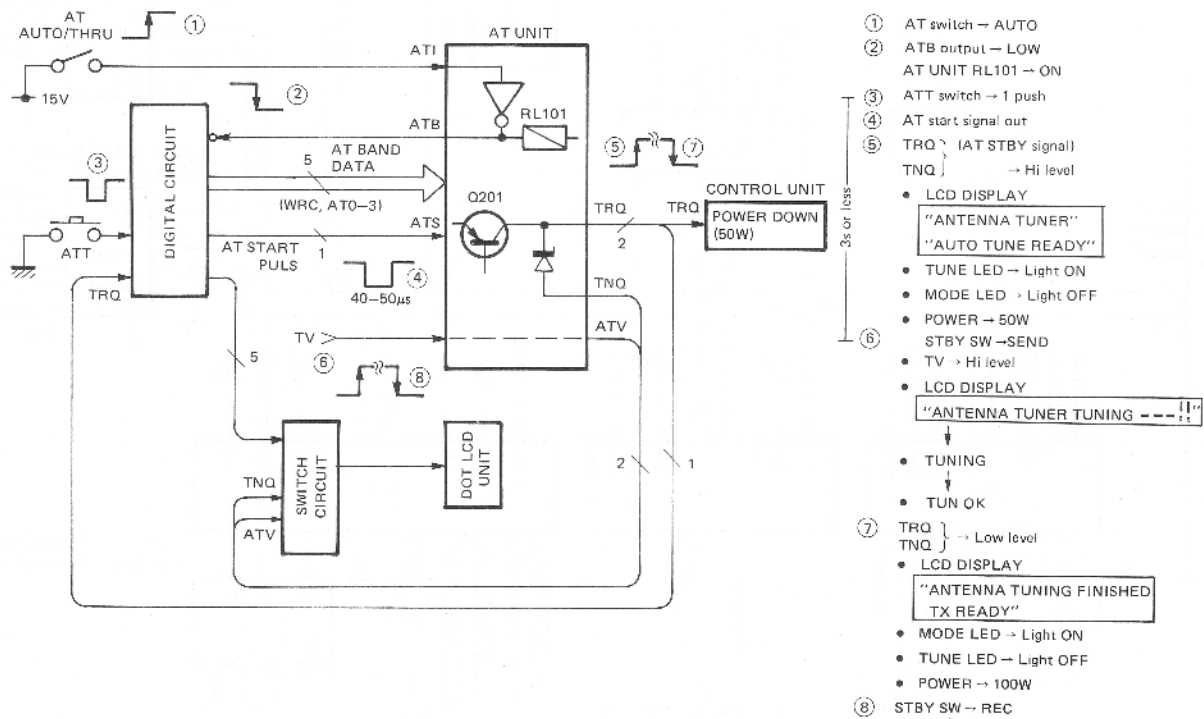 AT
AUTO/THRU
①
15V
②
AT UNIT
ATI
ATB
RL101
DIGITAL CIRCUIT
③
ATT
5
AT BAND
DATA
(WRC, AT0–3)
ATS
Q201
AT START
PULS
1
④
40–50µs
TRQ
⑤
⑦
TRQ
2
TRQ
CONTROL UNIT
POWER DOWN
(50W)
TNQ
ATV
TV
⑥
⑧
5
SWITCH
CIRCUIT
TNQ
ATV
DOT LCD
UNIT
2
1
3s or less
① AT switch → AUTO
② ATB output → LOW
AT UNIT RL101 → ON
③ ATT switch → 1 push
④ AT start signal out
⑤ TRQ } (AT STBY signal)
TNQ } → Hi level
• LCD DISPLAY
"ANTENNA TUNER"
"AUTO TUNE READY"
• TUNE LED → Light ON
• MODE LED → Light OFF
• POWER → 50W
⑥ STBY SW → SEND
• TV → Hi level
• LCD DISPLAY
"ANTENNA TUNER TUNING ---!!"
• TUNING
• TUN OK
⑦ TRQ
TNQ } → Low level
• LCD DISPLAY
"ANTENNA TUNING FINISHED
TX READY"
• MODE LED → Light ON
• TUNE LED → Light OFF
• POWER → 100W
⑧ STBY SW → REC